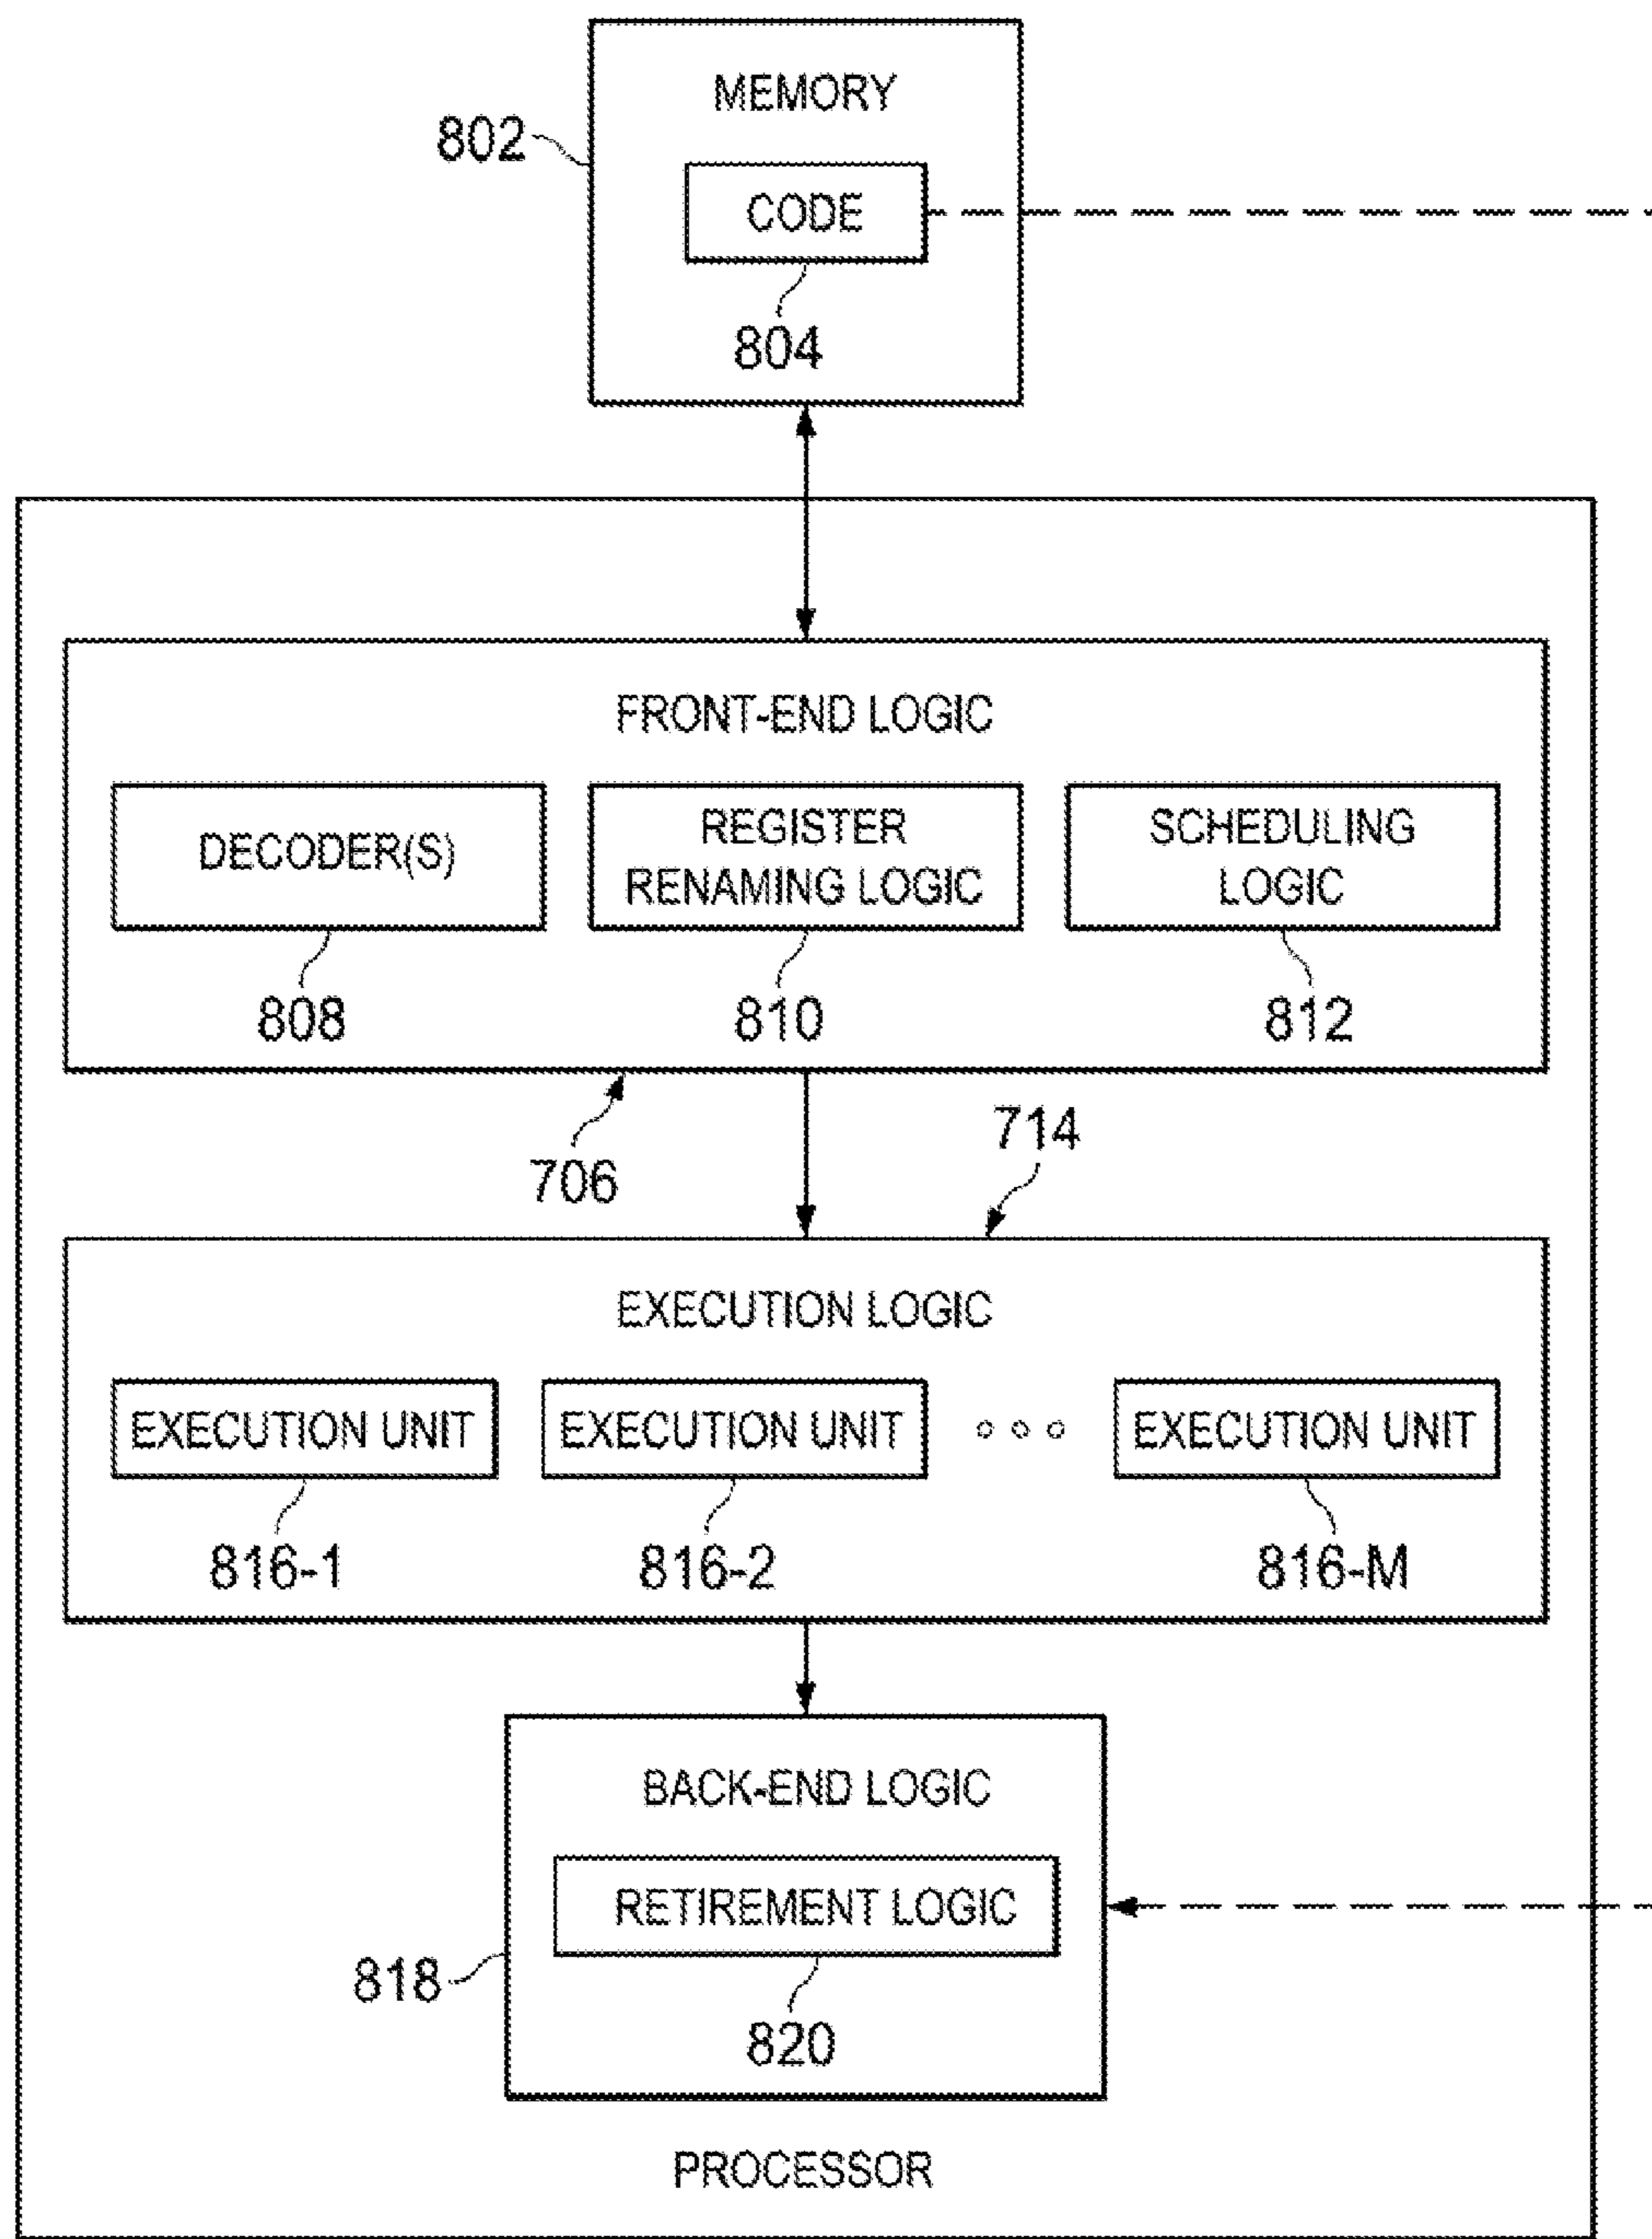 MEMORY
802
CODE
804
FRONT-END LOGIC
DECODER(S)
REGISTER
RENAMING LOGIC
SCHEDULING
LOGIC
808
810
812
706
714
EXECUTION LOGIC
EXECUTION UNIT
EXECUTION UNIT
EXECUTION UNIT
816-1
816-2
816-M
BACK-END LOGIC
RETIREMENT LOGIC
818
820
PROCESSOR